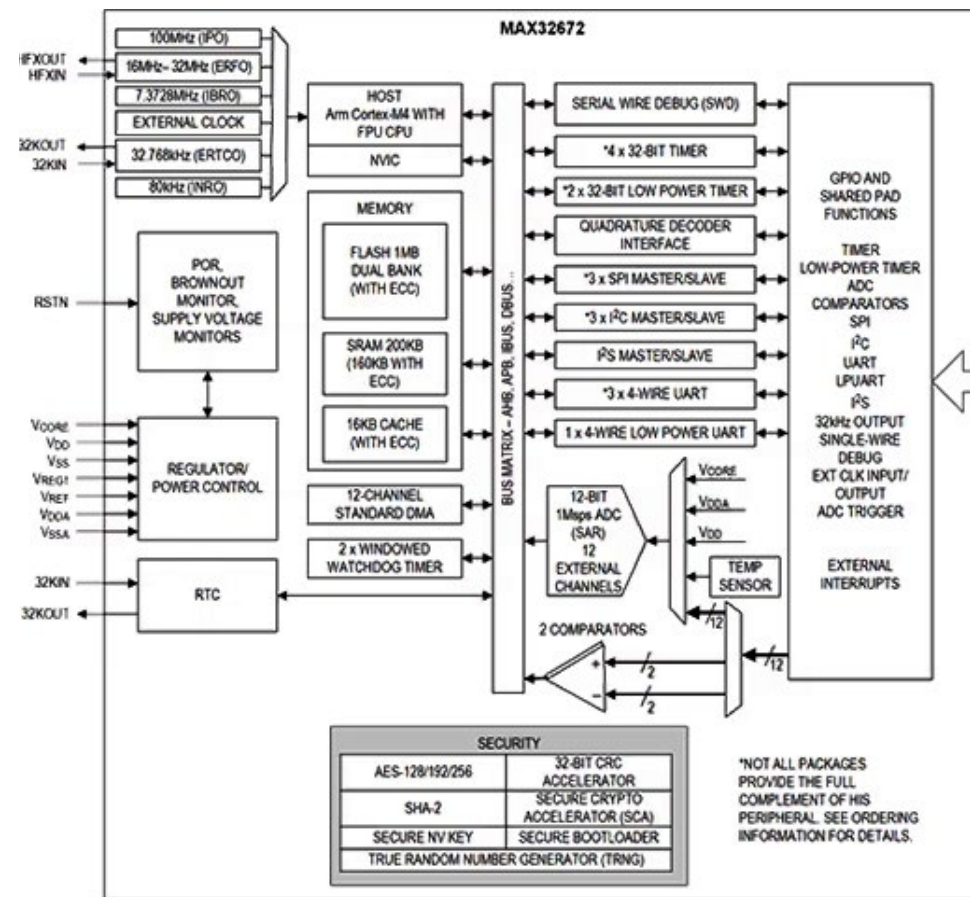 MAX32672
100MHz (IPO)
HFXOUT
16MHz– 32MHz (ERFO)
HFXIN
7.3728MHz (IBRO)
EXTERNAL CLOCK
32KOUT
32.768kHz (ERTCO)
32KIN
80kHz (INRO)
HOST
Arm Cortex-M4 WITH
FPU CPU
NVIC
MEMORY
FLASH 1MB
DUAL BANK
(WITH ECC)
SRAM 200KB
(160KB WITH
ECC)
16KB CACHE
(WITH ECC)
12-CHANNEL
STANDARD DMA
2 x WINDOWED
WATCHDOG TIMER
RSTN
POR,
BROWNOUT
MONITOR,
SUPPLY VOLTAGE
MONITORS
VCORE
VDD
VSS
VREGI
VRET
VDDA
VSSA
REGULATOR/
POWER CONTROL
32KIN
32KOUT
RTC
BUS MATRIX – AHB, APB, IBUS, DBUS...
SERIAL WIRE DEBUG (SWD)
*4 x 32-BIT TIMER
*2 x 32-BIT LOW POWER TIMER
QUADRATURE DECODER
INTERFACE
*3 x SPI MASTER/SLAVE
*3 x I²C MASTER/SLAVE
I²S MASTER/SLAVE
*3 x 4-WIRE UART
1 x 4-WIRE LOW POWER UART
12-BIT
1Msps ADC
(SAR)
12
EXTERNAL
CHANNELS
VCORE
VDDA
VDD
TEMP
SENSOR
/12
/12
2 COMPARATORS
+
/2
–
/2
GPIO AND
SHARED PAD
FUNCTIONS
TIMER
LOW-POWER TIMER
ADC
COMPARATORS
SPI
I²C
UART
LPUART
I²S
32kHz OUTPUT
SINGLE-WIRE
DEBUG
EXT CLK INPUT/
OUTPUT
ADC TRIGGER
EXTERNAL
INTERRUPTS
SECURITY
AES-128/192/256
32-BIT CRC
ACCELERATOR
SHA-2
SECURE CRYPTO
ACCELERATOR (SCA)
SECURE NV KEY
SECURE BOOTLOADER
TRUE RANDOM NUMBER GENERATOR (TRNG)
*NOT ALL PACKAGES
PROVIDE THE FULL
COMPLEMENT OF HIS
PERIPHERAL. SEE ORDERING
INFORMATION FOR DETAILS.